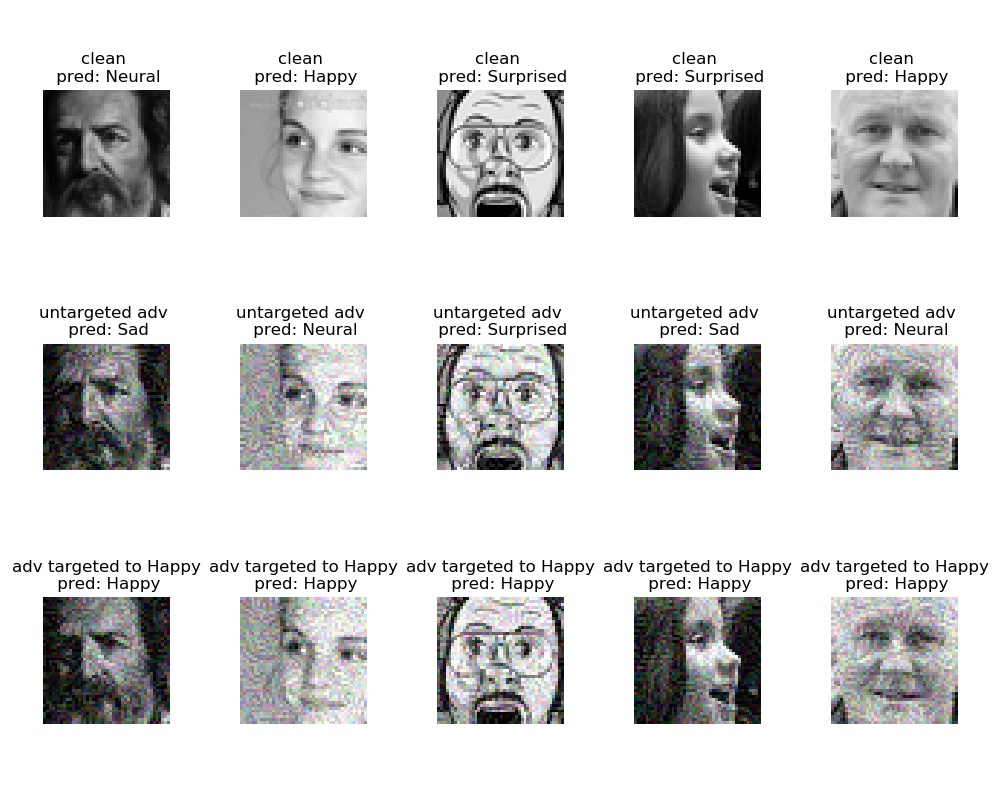 clean clean clean clean clean
pred: Neural pred: Happy pred: Surprised pred: Surprised pred: Happy
untargeted adv untargeted adv untargeted adv untargeted adv untargeted adv
pred: Sad pred: Neural pred: Surprised pred: Sad pred: Neural
adv targeted to Happy adv targeted to Happy adv targeted to Happy adv targeted to Happy adv targeted to Happy
pred: Happy pred: Happy pred: Happy pred: Happy pred: Happy